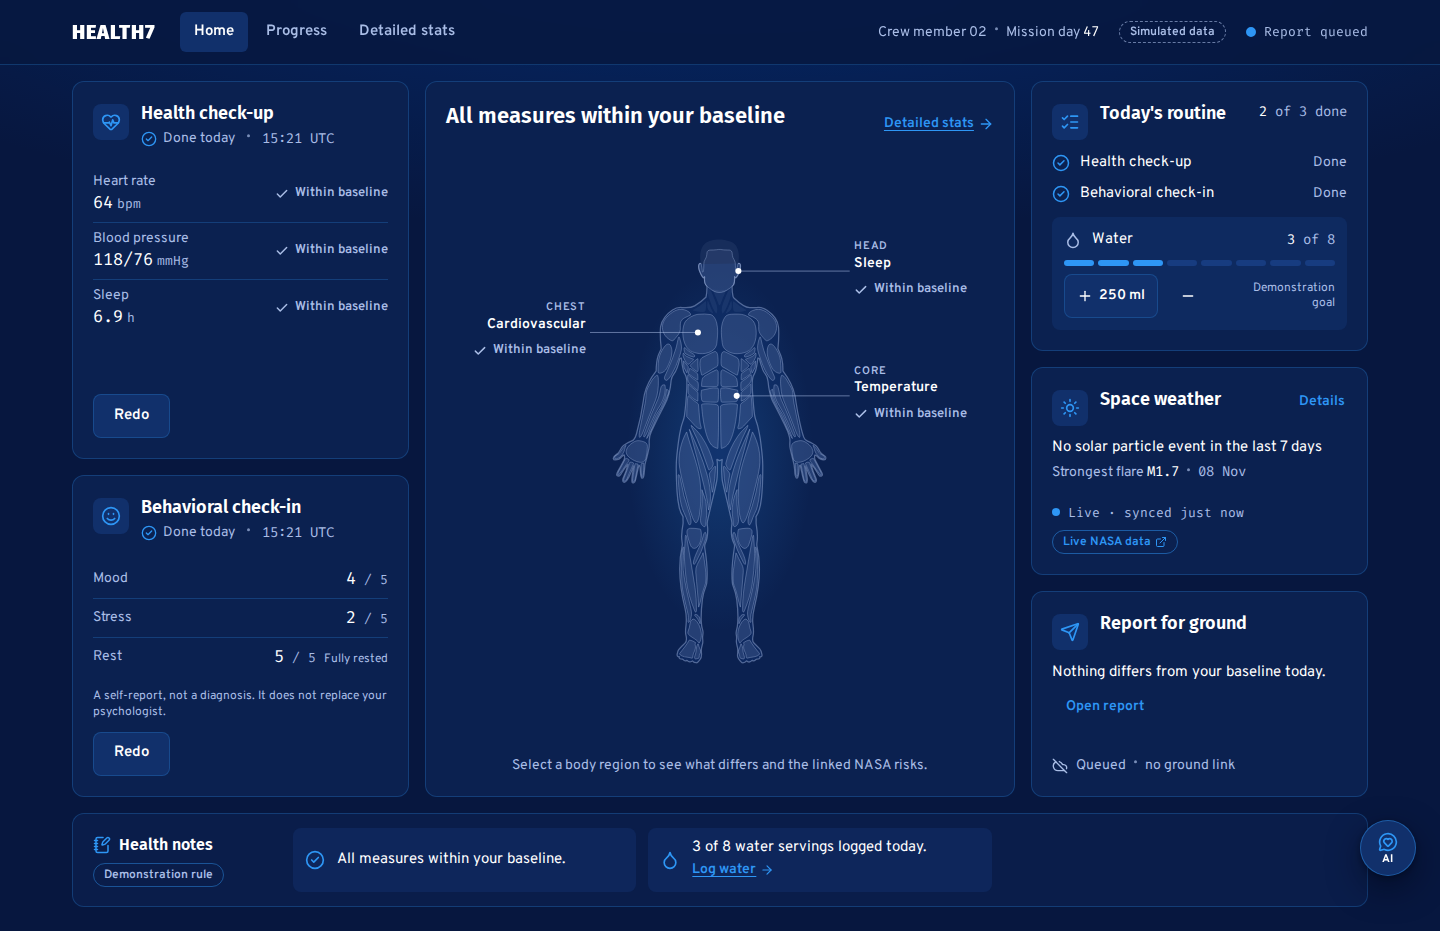 HEALTH7
Home
Progress
Detailed stats
Crew member 02 • Mission day 47
Simulated data
Report queued
Health check-up
Done today • 15:21 UTC
Heart rate
64 bpm
Within baseline
Blood pressure
118/76 mmHg
Within baseline
Sleep
6.9 h
Within baseline
Redo
Behavioral check-in
Done today • 15:21 UTC
Mood
4 / 5
Stress
2 / 5
Rest
5 / 5 Fully rested
A self-report, not a diagnosis. It does not replace your
psychologist.
Redo
All measures within your baseline
Detailed stats
HEAD
Sleep
Within baseline
CHEST
Cardiovascular
Within baseline
CORE
Temperature
Within baseline
Select a body region to see what differs and the linked NASA risks.
Today's routine
2 of 3 done
Health check-up
Done
Behavioral check-in
Done
Water
3 of 8
+ 250 ml
−
Demonstration
goal
Space weather
Details
No solar particle event in the last 7 days
Strongest flare M1.7 • 08 Nov
Live · synced just now
Live NASA data
Report for ground
Nothing differs from your baseline today.
Open report
Queued • no ground link
Health notes
Demonstration rule
All measures within your baseline.
3 of 8 water servings logged today.
Log water
AI